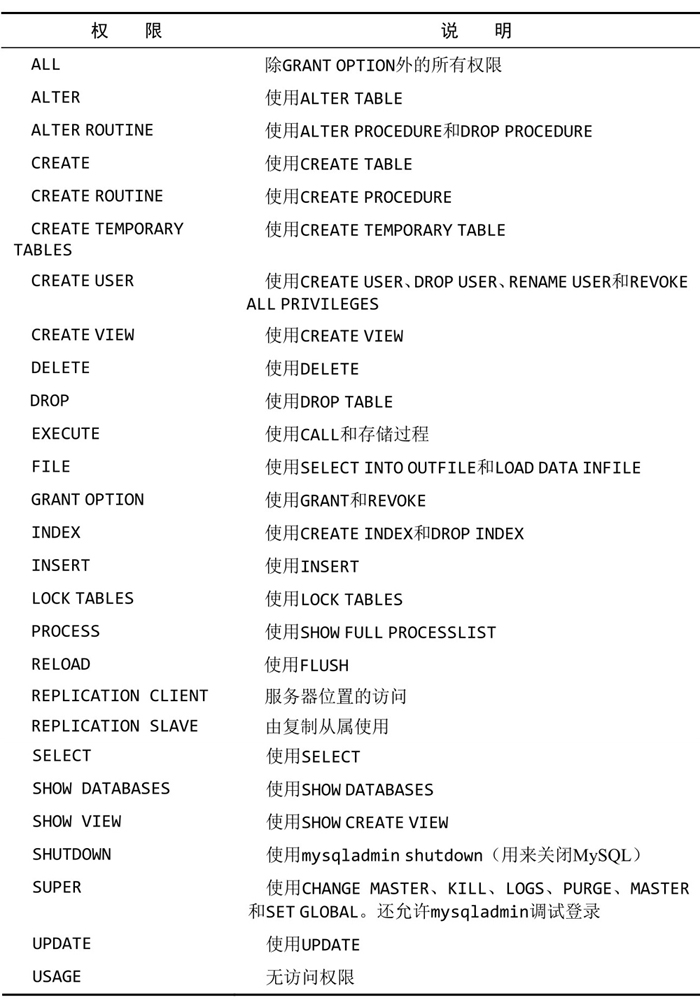 权 限 说 明
ALL 除GRANT OPTION外的所有权限
ALTER 使用ALTER TABLE
ALTER ROUTINE 使用ALTER PROCEDURE和DROP PROCEDURE
CREATE 使用CREATE TABLE
CREATE ROUTINE 使用CREATE PROCEDURE
CREATE TEMPORARY 使用CREATE TEMPORARY TABLE
TABLES
CREATE USER 使用CREATE USER、DROP USER、RENAME USER和REVOKE
ALL PRIVILEGES
CREATE VIEW 使用CREATE VIEW
DELETE 使用DELETE
DROP 使用DROP TABLE
EXECUTE 使用CALL和存储过程
FILE 使用SELECT INTO OUTFILE和LOAD DATA INFILE
GRANT OPTION 使用GRANT和REVOKE
INDEX 使用CREATE INDEX和DROP INDEX
INSERT 使用INSERT
LOCK TABLES 使用LOCK TABLES
PROCESS 使用SHOW FULL PROCESSLIST
RELOAD 使用FLUSH
REPLICATION CLIENT 服务器位置的访问
REPLICATION SLAVE 由复制从属使用
SELECT 使用SELECT
SHOW DATABASES 使用SHOW DATABASES
SHOW VIEW 使用SHOW CREATE VIEW
SHUTDOWN 使用mysqladmin shutdown（用来关闭MySQL）
SUPER 使用CHANGE MASTER、KILL、LOGS、PURGE、MASTER
和SET GLOBAL。还允许mysqladmin调试登录
UPDATE 使用UPDATE
USAGE 无访问权限